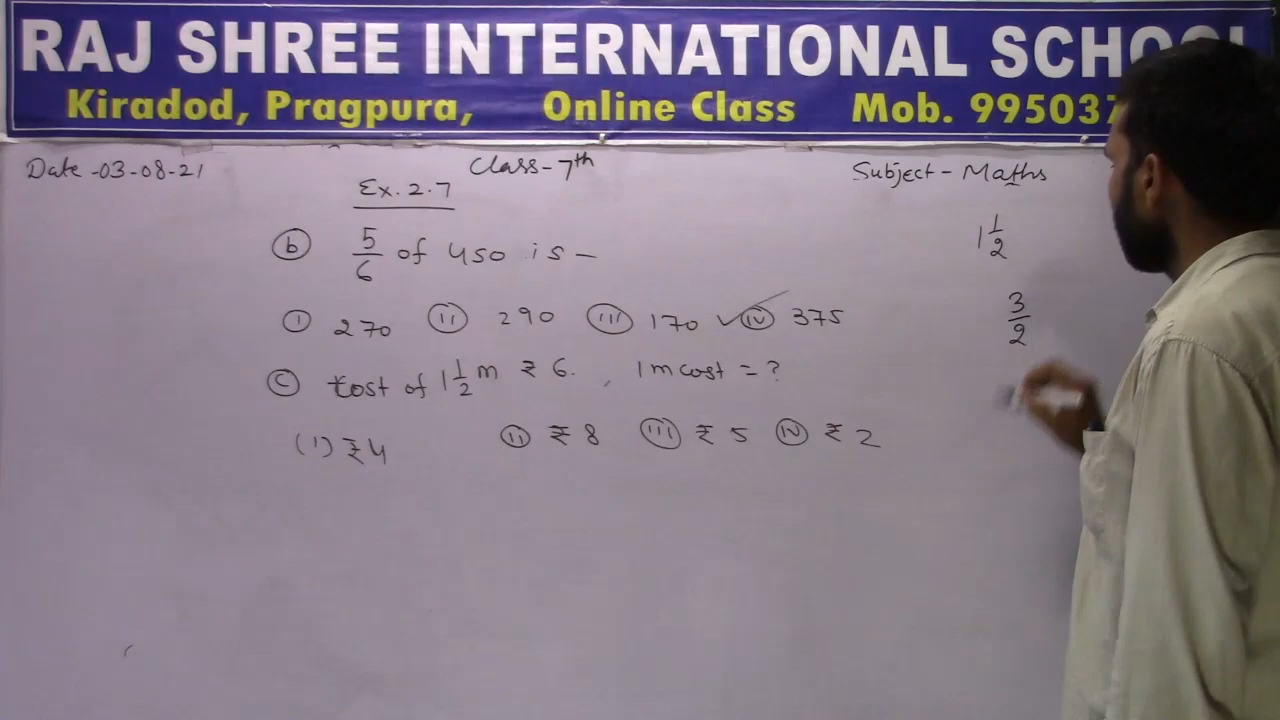 RAJ SHREE INTERNATIONAL SCHOOL
Kiradod, Pragpura, Online Class Mob. 995037
Date -03-08-21 Class-7th Subject - Maths
Ex. 2.7
1 1/2
(b) 5/6 of 450 is —
3/2
(i) 270 (ii) 290 (iii) 170 ✓(iv) 375
(c) Cost of 1 1/2 m ₹ 6. , 1 m cost = ?
(i) ₹4 (ii) ₹ 8 (iii) ₹ 5 (iv) ₹ 2